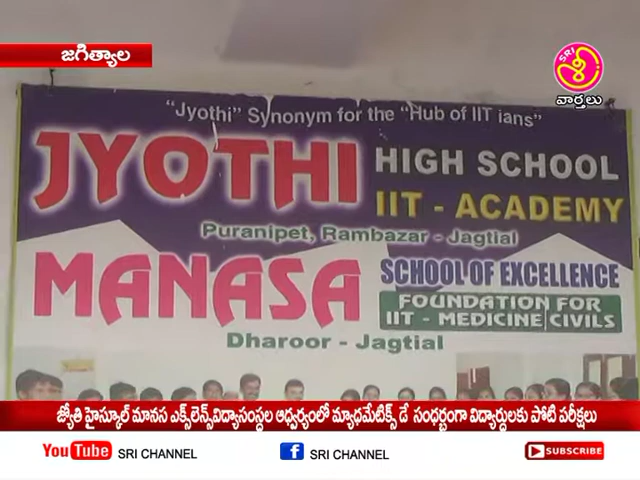 జగిత్యాల
SRI
శ్రీ
వార్తలు
"Jyothi" Synonym for the "Hub of IIT ians"
JYOTHI HIGH SCHOOL
IIT - ACADEMY
Puranipet, Rambazar - Jagtial
MANASA SCHOOL OF EXCELLENCE
FOUNDATION FOR
IIT - MEDICINE|CIVILS
Dharoor - Jagtial
జ్యోతి హైస్కూల్ మానస ఎక్స్‌లెన్స్‌విద్యాసంస్థల ఆధ్వర్యంలో మ్యాథమేటిక్స్ డే సంధర్భంగా విద్యార్థులకు పోటి పరీక్షలు
YouTube SRI CHANNEL f SRI CHANNEL SUBSCRIBE